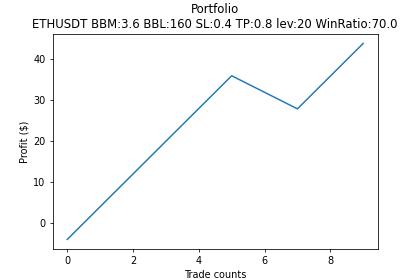 Portfolio
ETHUSDT BBM:3.6 BBL:160 SL:0.4 TP:0.8 lev:20 WinRatio:70.0
40
30
20
10
0
Profit ($)
0 2 4 6 8
Trade counts